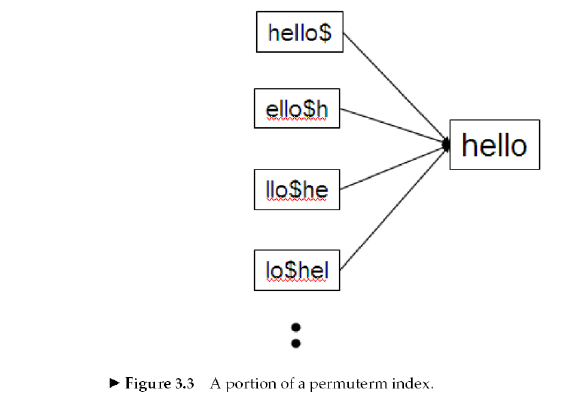 hello$
ello$h
hello
llo$he
lo$hel
► Figure 3.3 A portion of a permuterm index.